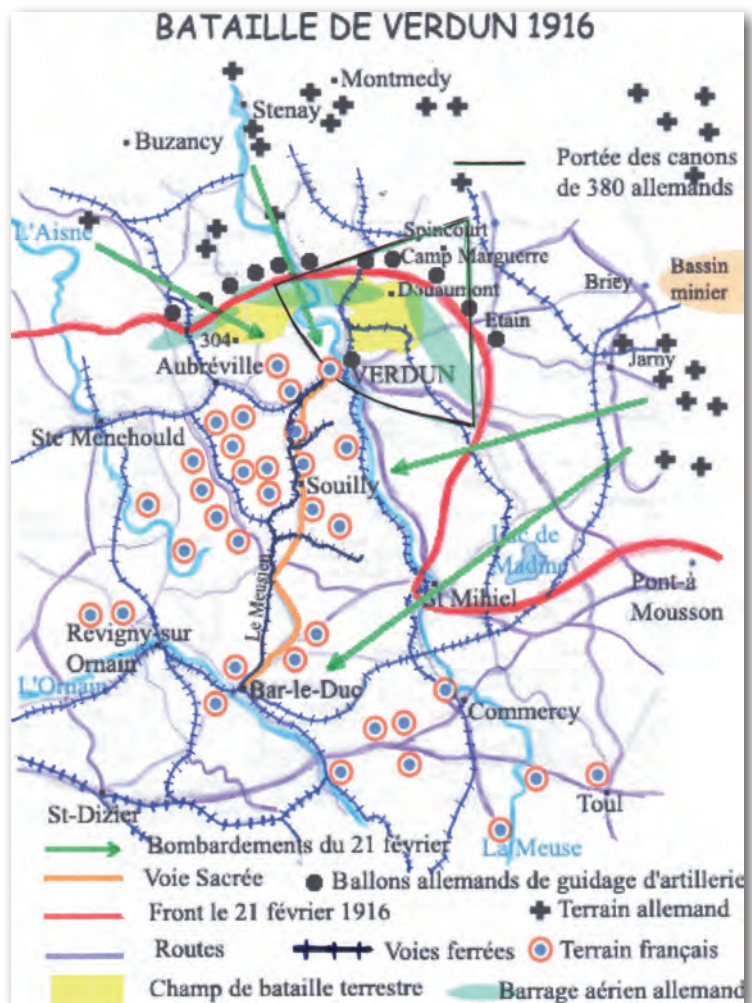 BATAILLE DE VERDUN 1916
Montmedy
Stenay
Buzancy
Portée des canons
de 380 allemands
L'Aisne
Spincourt
Camp Marguerre
Bassin
minier
Briey
Douaumont
Etain
304
Jarny
Aubréville
VERDUN
Ste Menehould
Souilly
Lac de
Madine
Le Meusien
St Mihiel
Pont-à
Mousson
Revigny-sur
Ornain
L'Ornain
Bar-le-Duc
Commercy
St-Dizier
Toul
La Meuse
Bombardements du 21 février
Voie Sacrée
Ballons allemands de guidage d'artillerie
Front le 21 février 1916
Terrain allemand
Routes
Voies ferrées
Terrain français
Champ de bataille terrestre
Barrage aérien allemand